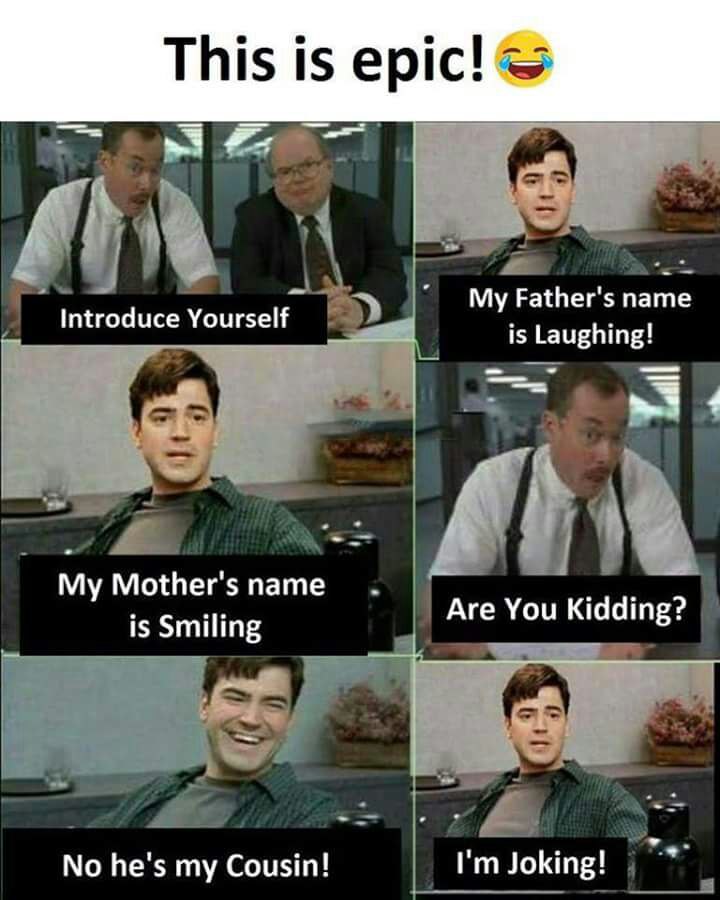 This is epic!😂
Introduce Yourself
My Father's name
is Laughing!
My Mother's name
is Smiling
Are You Kidding?
No he's my Cousin!
I'm Joking!